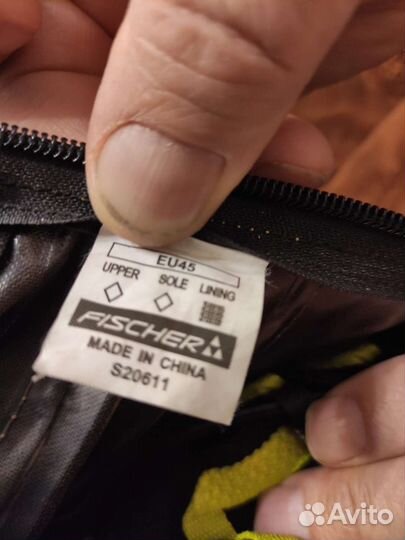 EU45
UPPER SOLE LINING
FISCHER
MADE IN CHINA
S20611
Avito